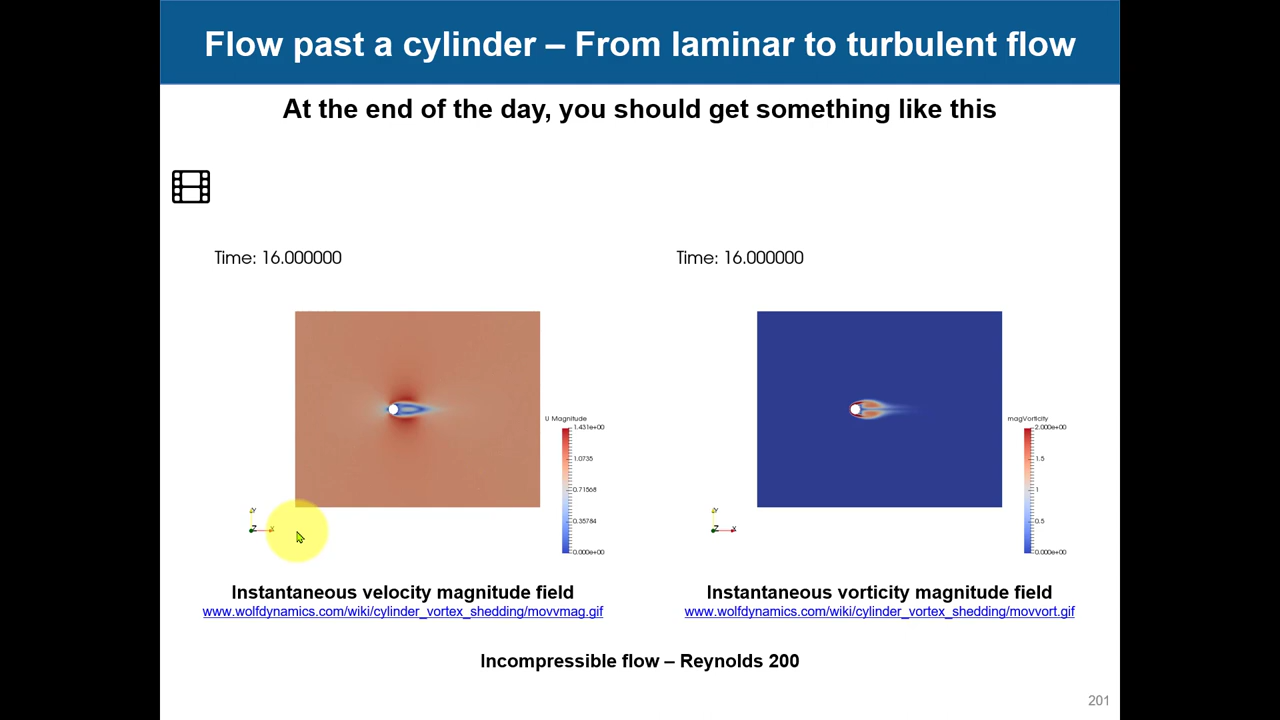 Flow past a cylinder – From laminar to turbulent flow
At the end of the day, you should get something like this
Time: 16.000000
Time: 16.000000
U Magnitude
1.431e+00
1.0735
0.71568
0.35784
0.000e+00
Y
Z X
magVorticity
2.000e+00
1.5
1
0.5
0.000e+00
Y
Z X
Instantaneous velocity magnitude field
www.wolfdynamics.com/wiki/cylinder_vortex_shedding/movvmag.gif
Instantaneous vorticity magnitude field
www.wolfdynamics.com/wiki/cylinder_vortex_shedding/movvort.gif
Incompressible flow – Reynolds 200
201